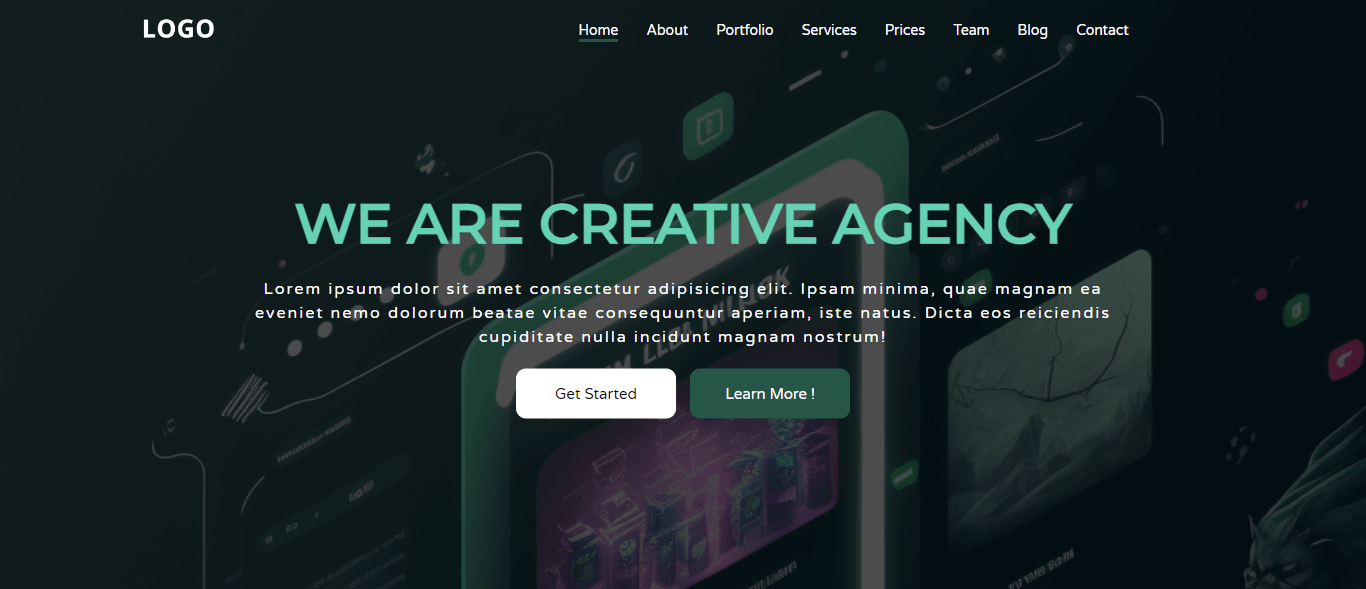 LOGO
Home About Portfolio Services Prices Team Blog Contact
WE ARE CREATIVE AGENCY
Lorem ipsum dolor sit amet consectetur adipisicing elit. Ipsam minima, quae magnam ea
eveniet nemo dolorum beatae vitae consequuntur aperiam, iste natus. Dicta eos reiciendis
cupiditate nulla incidunt magnam nostrum!
Get Started
Learn More !